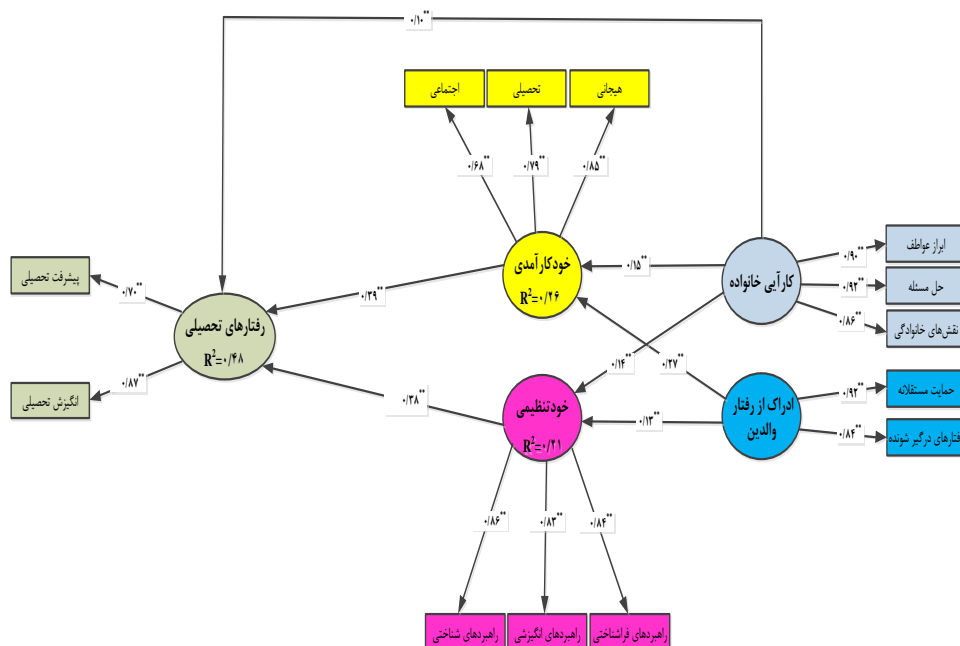 ۰/۱۰**
هیجانی
تحصیلی
اجتماعی
۰/۸۵**
۰/۷۹**
۰/۶۸**
ابراز عواطف
حل مسئله
نقش‌های خانوادگی
۰/۹۰**
۰/۹۲**
۰/۸۶**
کارآیی خانواده
۰/۱۵**
خودکارآمدی
R²=۰/۲۶
پیشرفت تحصیلی
۰/۷۰**
رفتارهای تحصیلی
R²=۰/۴۸
۰/۳۹**
انگیزش تحصیلی
۰/۸۷**
۰/۱۴**
۰/۲۷**
حمایت مستقلانه
فتارهای درگیر شونده
۰/۹۲**
۰/۸۴**
ادراک از رفتار
والدین
۰/۱۳**
خودتنظیمی
R²=۰/۲۱
۰/۳۸**
۰/۸۴**
۰/۸۳**
۰/۸۶**
راهبردهای فراشناختی
راهبردهای انگیزشی
راهبردهای شناختی